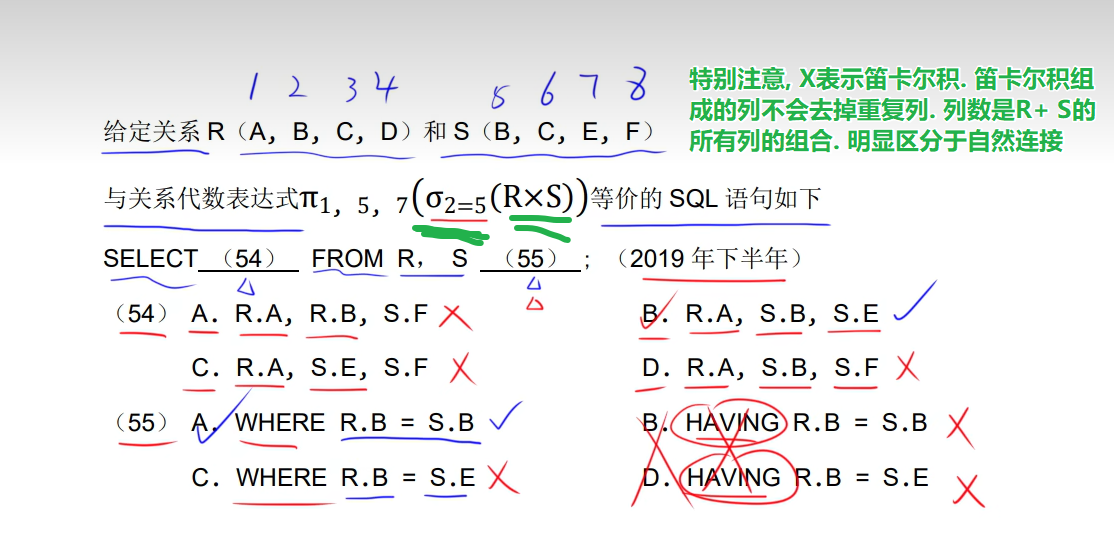 1 2 3 4 5 6 7 8
特别注意, X表示笛卡尔积. 笛卡尔积组
成的列不会去掉重复列. 列数是R+ S的
所有列的组合. 明显区分于自然连接
给定关系 R（A，B，C，D）和 S（B，C，E，F）
与关系代数表达式π1，5，7(σ2=5(R×S))等价的 SQL 语句如下
SELECT （54） FROM R， S （55） ；（2019 年下半年）
（54） A. R.A, R.B, S.F B. R.A, S.B, S.E
C. R.A, S.E, S.F D. R.A, S.B, S.F
（55） A. WHERE R.B = S.B B. HAVING R.B = S.B
C. WHERE R.B = S.E D. HAVING R.B = S.E